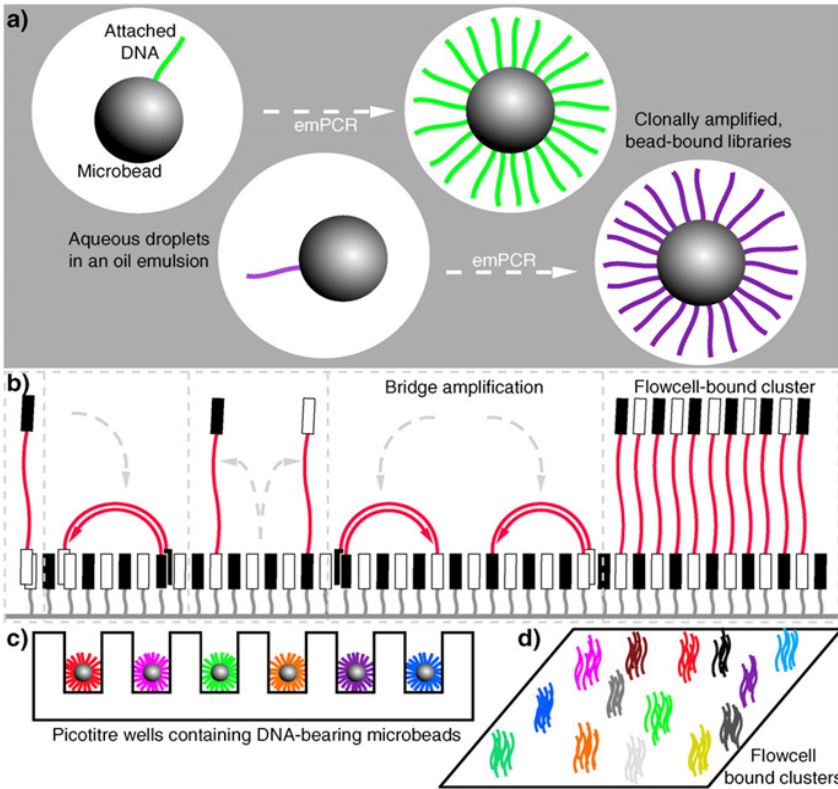 a)
Attached
DNA
Microbead
emPCR
Clonally amplified,
bead-bound libraries
Aqueous droplets
in an oil emulsion
emPCR
b)
Bridge amplification
Flowcell-bound cluster
c)
Picotitre wells containing DNA-bearing microbeads
d)
Flowcell
bound clusters